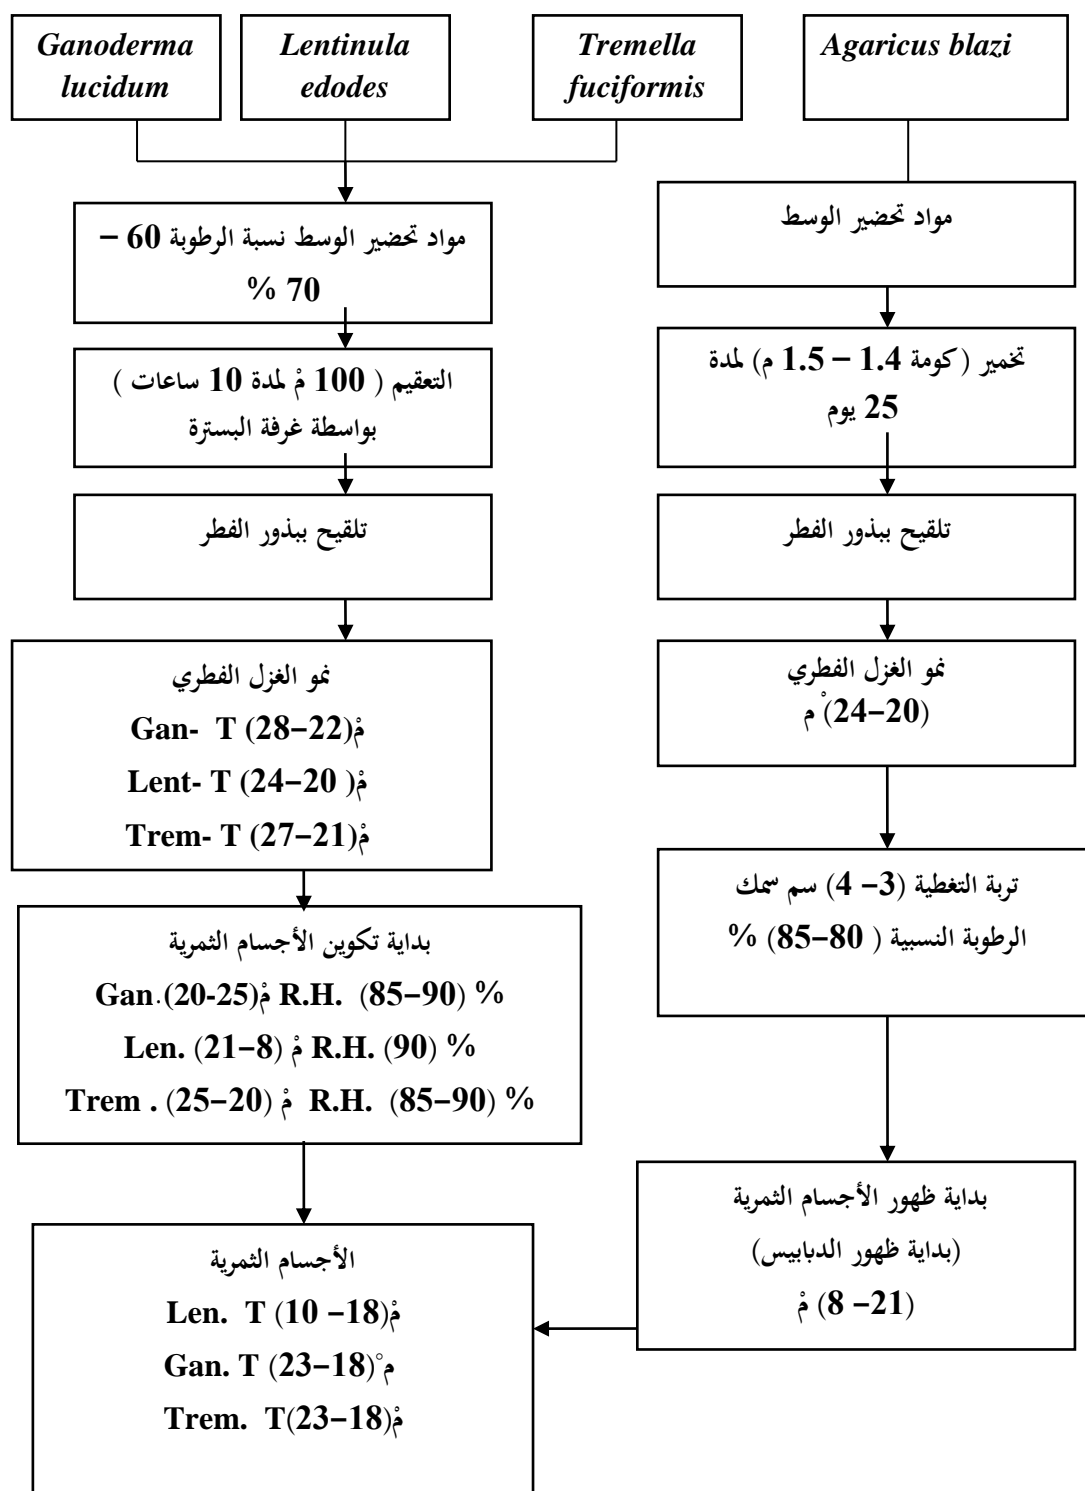 Ganoderma
lucidum
Lentinula
edodes
Tremella
fuciformis
Agaricus blazi
مواد تحضير الوسط نسبة الرطوبة 60 –
70 %
التعقيم ( 100 مْ لمدة 10 ساعات )
بواسطة غرفة البسترة
تلقيح ببذور الفطر
نمو الغزل الفطري
Gan-  T (28–22)مْ
Lent- T (24–20 )مْ
Trem- T (27–21)مْ
بداية تكوين الأجسام الثمرية
Gan.(20-25)مْ R.H.  (85–90) %
Len. (21–8) مْ R.H. (90) %
Trem . (25–20) مْ  R.H.  (85–90) %
الأجسام الثمرية
Len.  T (10 –18)مْ
Gan. T (23–18)°م
Trem.  T(23–18)مْ
مواد تحضير الوسط
تخمير ( كومة 1.4 – 1.5 م) لمدة
25 يوم
تلقيح ببذور الفطر
نمو الغزل الفطري
(20–24)ْ م
تربة التغطية (3– 4) سم سمك
الرطوبة النسبية ( 80–85) %
بداية ظهور الأجسام الثمرية
(بداية ظهور الدبابيس)
(21– 8) مْ